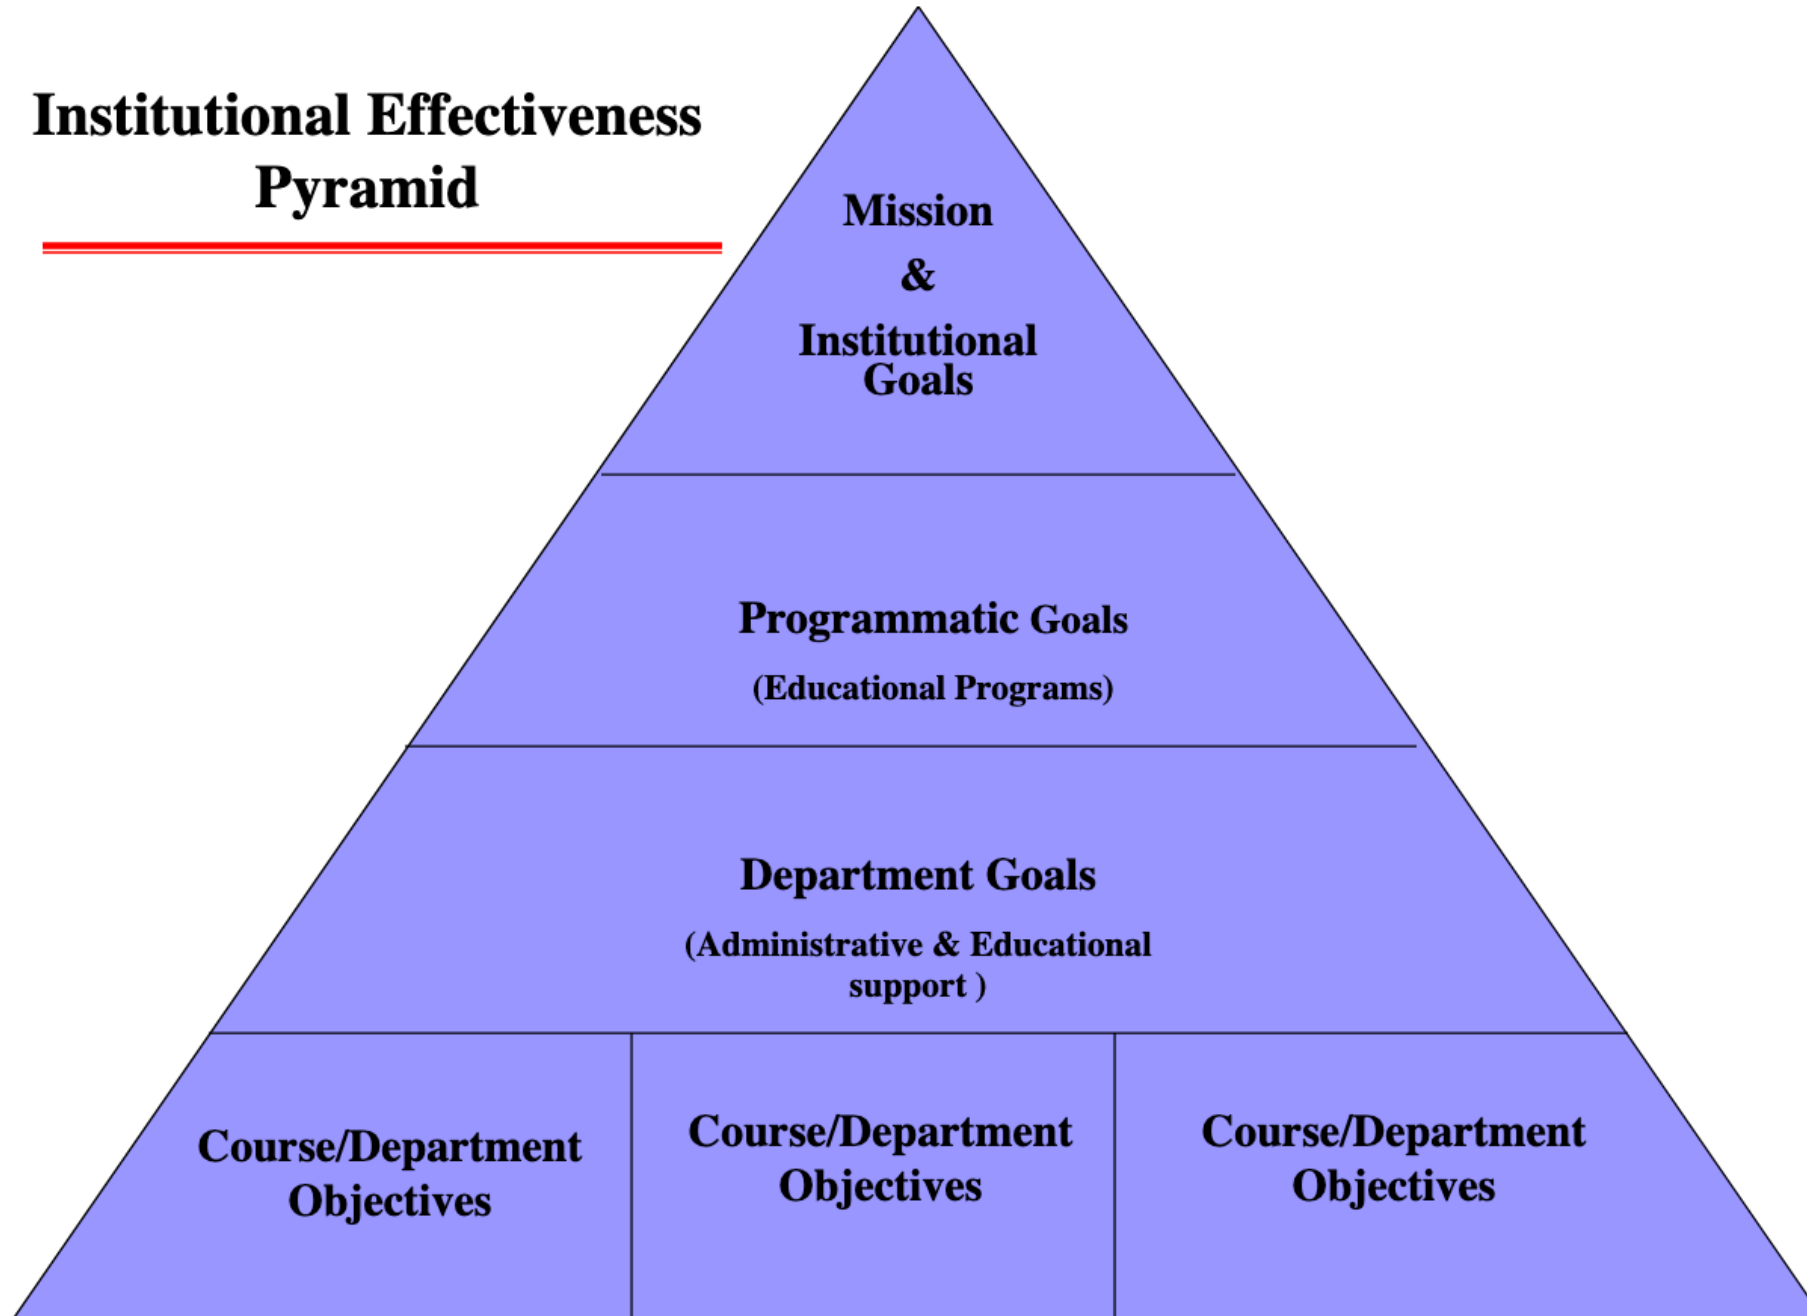 Institutional Effectiveness
Pyramid
Mission
&
Institutional
Goals
Programmatic Goals
(Educational Programs)
Department Goals
(Administrative & Educational
support )
Course/Department
Objectives
Course/Department
Objectives
Course/Department
Objectives